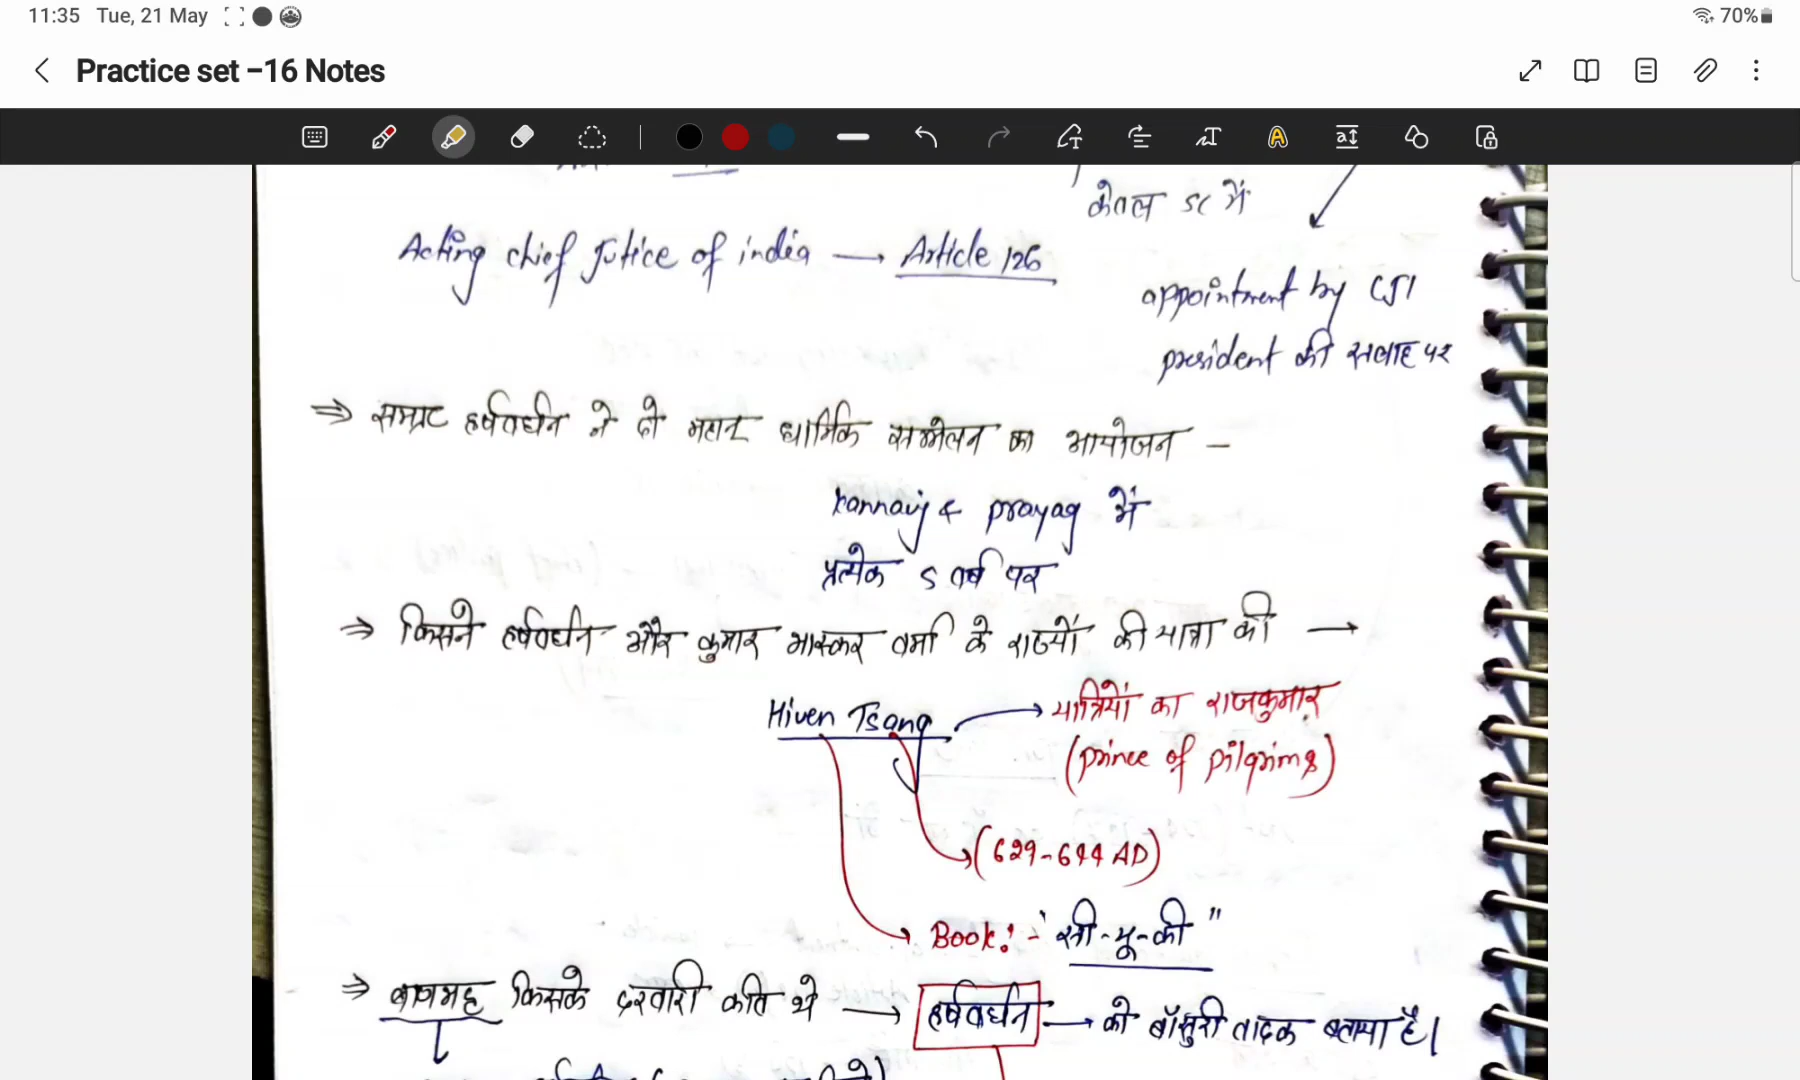 11:35 Tue, 21 May 70%
Practice set –16 Notes
केवल SC में
Acting chief justice of india → Article 126
appointment by CJI
president की सलाह पर
⇒ सम्राट हर्षवर्धन ने दो महान धार्मिक सम्मेलन का आयोजन –
kannauj & prayag में
प्रत्येक 5 वर्ष पर
⇒ किसने हर्षवर्धन और कुमार भास्कर वर्मा के राज्यों की यात्रा की →
Hiuen Tsang → यात्रियों का राजकुमार
(prince of pilgrims)
(629-644 AD)
Book:- 'सी-यू-की"
⇒ बाणभट्ट किसके दरबारी कवि थे → हर्षवर्धन → को बाँसुरी वादक बताया है।